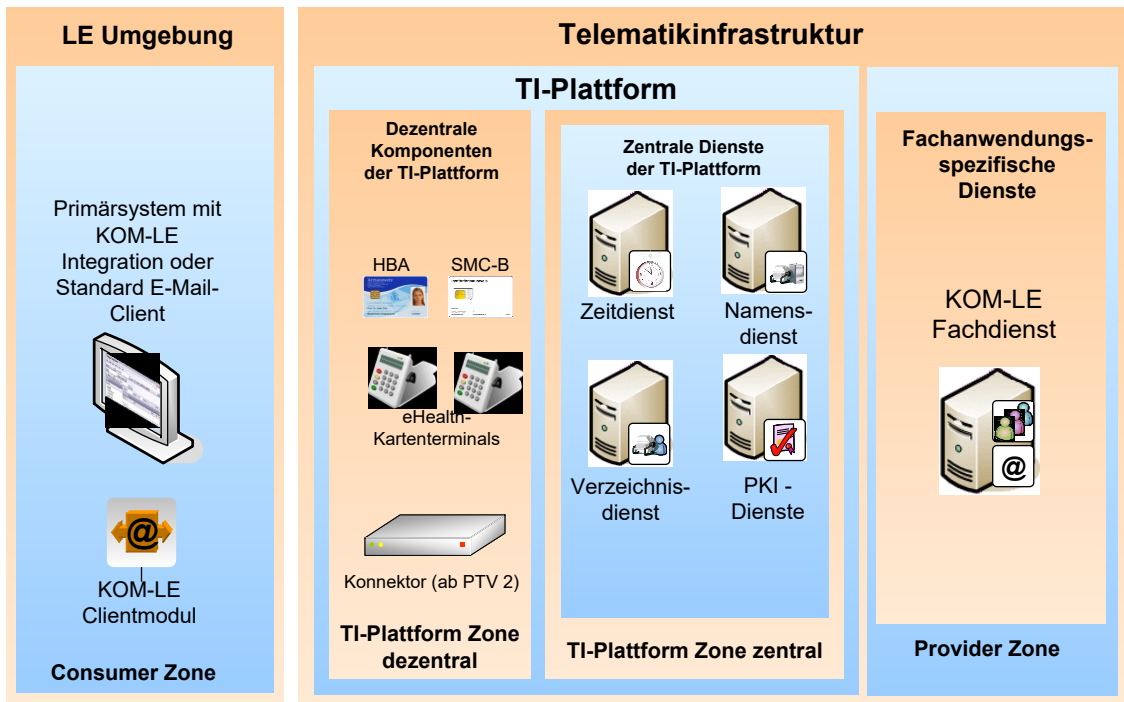 LE Umgebung
Primärsystem mit
KOM-LE
Integration oder
Standard E-Mail-
Client
@
KOM-LE
Clientmodul
Consumer Zone
Telematikinfrastruktur
TI-Plattform
Dezentrale
Komponenten
der TI-Plattform
HBA
SMC-B
eHealth-
Kartenterminals
Konnektor (ab PTV 2)
TI-Plattform Zone
dezentral
Zentrale Dienste
der TI-Plattform
Zeitdienst
Namens-
dienst
Verzeichnis-
dienst
PKI -
Dienste
TI-Plattform Zone zentral
Fachanwendungs-
spezifische
Dienste
KOM-LE
Fachdienst
@
Provider Zone